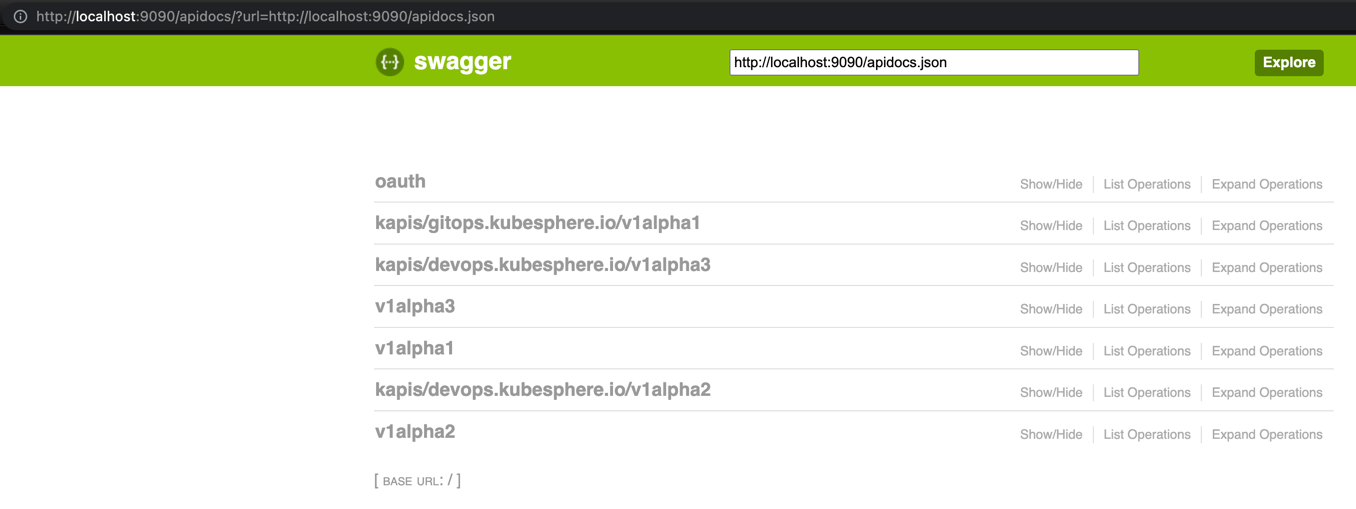 http://localhost:9090/apidocs/?url=http://localhost:9090/apidocs.json
{··} swagger http://localhost:9090/apidocs.json Explore
oauth Show/Hide List Operations Expand Operations
kapis/gitops.kubesphere.io/v1alpha1 Show/Hide List Operations Expand Operations
kapis/devops.kubesphere.io/v1alpha3 Show/Hide List Operations Expand Operations
v1alpha3 Show/Hide List Operations Expand Operations
v1alpha1 Show/Hide List Operations Expand Operations
kapis/devops.kubesphere.io/v1alpha2 Show/Hide List Operations Expand Operations
v1alpha2 Show/Hide List Operations Expand Operations
[ BASE URL: / ]